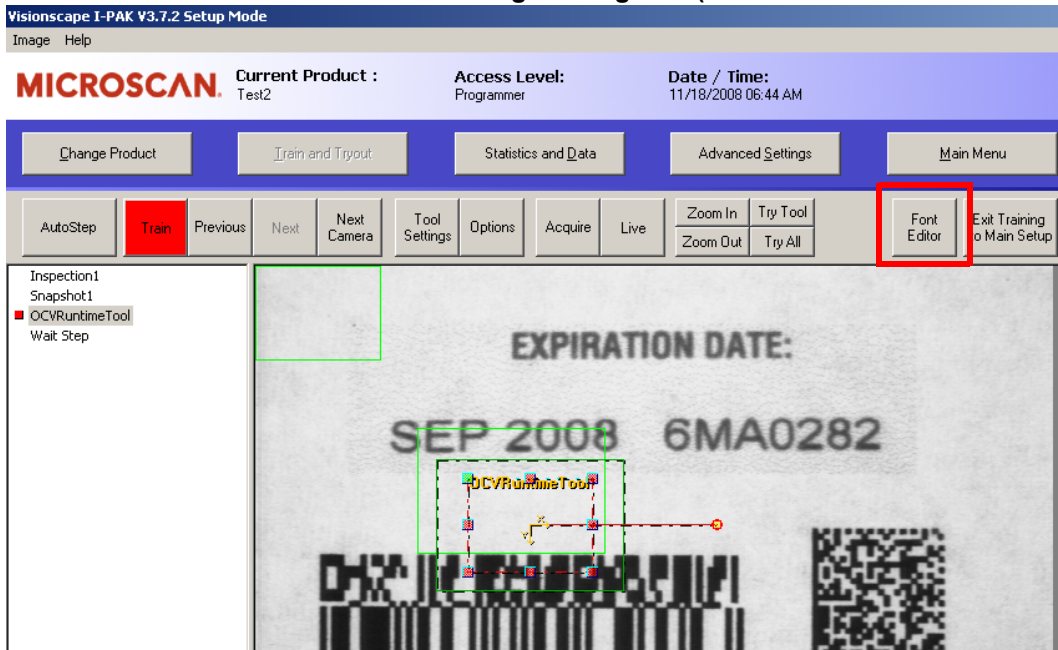 Visionscape I-PAK V3.7.2 Setup Mode
Image Help
MICROSCAN.
Current Product :
Test2
Access Level:
Programmer
Date / Time:
11/18/2008 06:44 AM
Change Product
Train and Tryout
Statistics and Data
Advanced Settings
Main Menu
AutoStep
Train
Previous
Next
Next
Camera
Tool
Settings
Options
Acquire
Live
Zoom In
Zoom Out
Try Tool
Try All
Font
Editor
Exit Training
to Main Setup
Inspection1
Snapshot1
OCVRuntimeTool
Wait Step
EXPIRATION DATE:
SEP 2008 6MA0282
OCVRuntimeTool